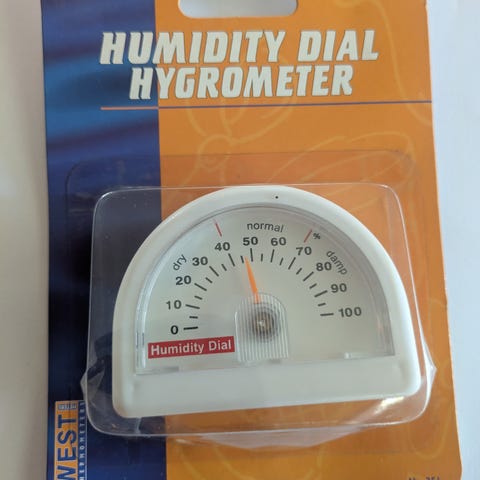 HUMIDITY DIAL
HYGROMETER
normal
dry
damp
%
0
10
20
30
40
50
60
70
80
90
100
Humidity Dial
WEST
THERMOMETERS